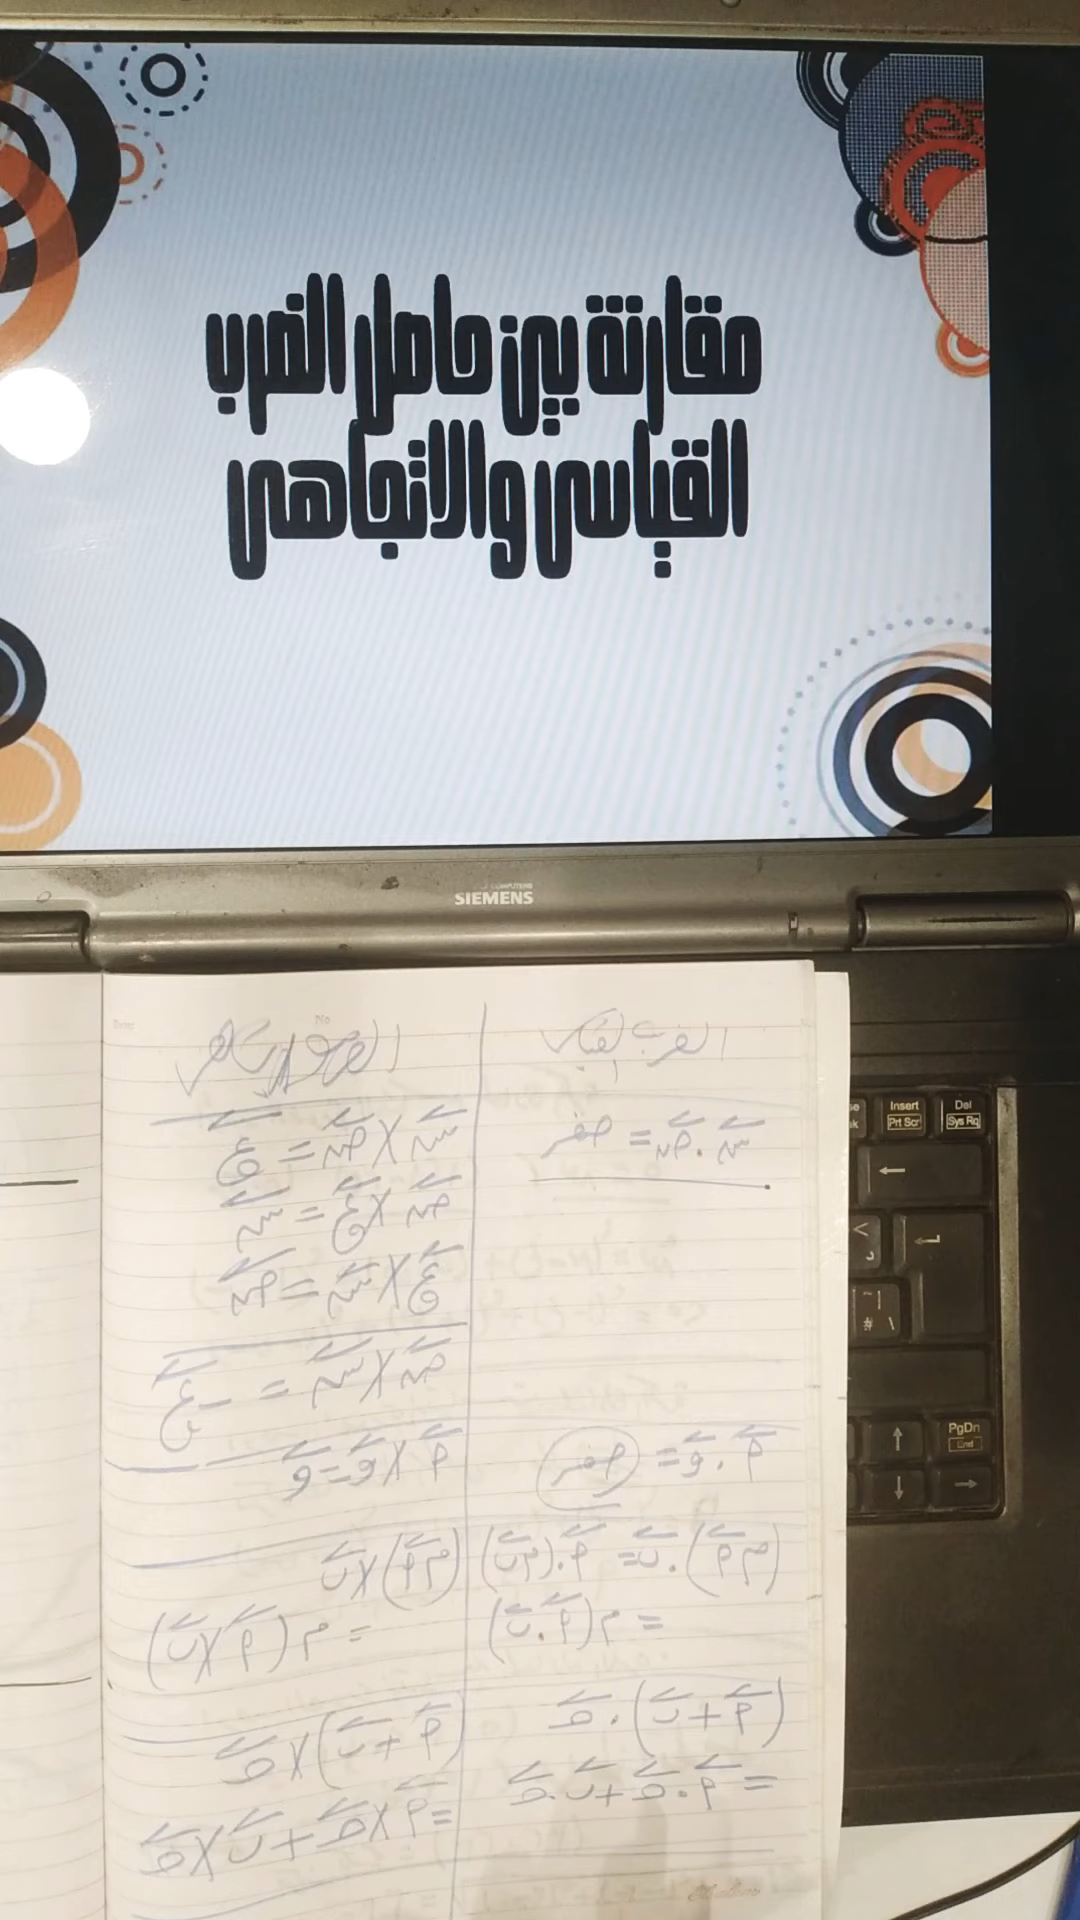 مقارنة بين حاصل الضرب
القياسي والاتجاهي
SIEMENS
Insert
Prt Scr
Del
Sys Rq
PgDn
End
الضرب القياسي
س . ص = صفر
أ . و = صفر
(م أ) . ب = أ . (م ب)
= م (أ . ب)
(أ + ب) . ج
= أ . ج + ب . ج
الضرب الاتجاهي
س × ص = ع
ص × ع = س
ع × س = ص
ص × س = - ع
أ × و = و
(م أ) × ب
= م (أ × ب)
(أ + ب) × ج
= أ × ج + ب × ج